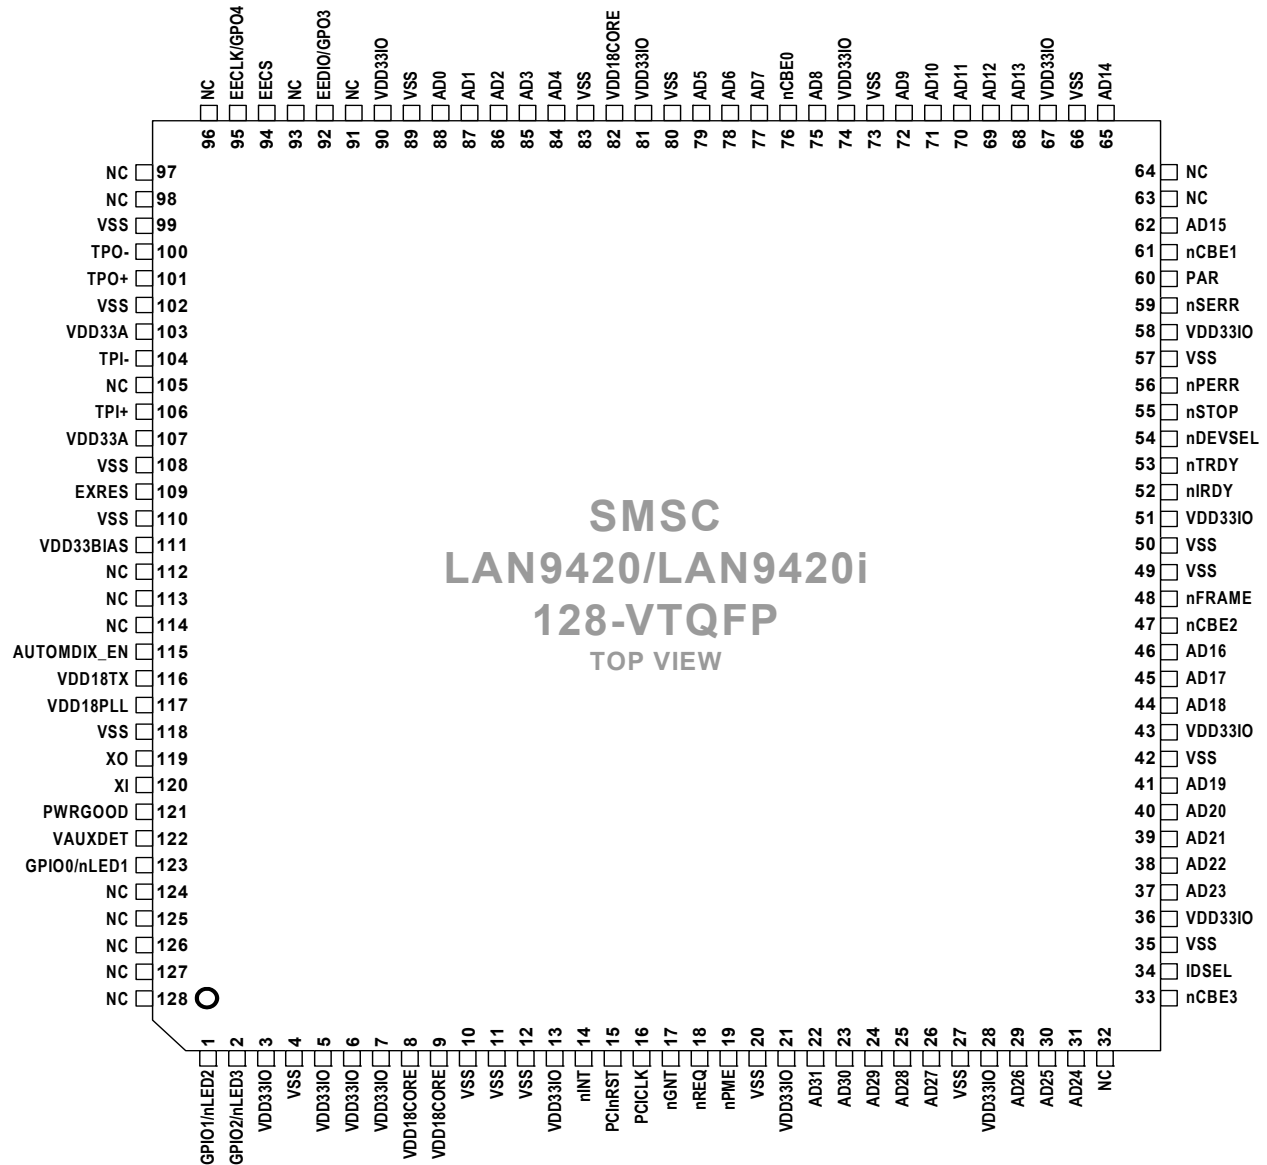 NC
EECLK/GPO4
EECS
NC
EEDIO/GPO3
NC
VDD33IO
VSS
AD0
AD1
AD2
AD3
AD4
VSS
VDD18CORE
VDD33IO
VSS
AD5
AD6
AD7
nCBE0
AD8
VDD33IO
VSS
AD9
AD10
AD11
AD12
AD13
VDD33IO
VSS
AD14
96
95
94
93
92
91
90
89
88
87
86
85
84
83
82
81
80
79
78
77
76
75
74
73
72
71
70
69
68
67
66
65
NC 97
NC 98
VSS 99
TPO- 100
TPO+ 101
VSS 102
VDD33A 103
TPI- 104
NC 105
TPI+ 106
VDD33A 107
VSS 108
EXRES 109
VSS 110
VDD33BIAS 111
NC 112
NC 113
NC 114
AUTOMDIX_EN 115
VDD18TX 116
VDD18PLL 117
VSS 118
XO 119
XI 120
PWRGOOD 121
VAUXDET 122
GPIO0/nLED1 123
NC 124
NC 125
NC 126
NC 127
NC 128
SMSC
LAN9420/LAN9420i
128-VTQFP
TOP VIEW
64 NC
63 NC
62 AD15
61 nCBE1
60 PAR
59 nSERR
58 VDD33IO
57 VSS
56 nPERR
55 nSTOP
54 nDEVSEL
53 nTRDY
52 nIRDY
51 VDD33IO
50 VSS
49 VSS
48 nFRAME
47 nCBE2
46 AD16
45 AD17
44 AD18
43 VDD33IO
42 VSS
41 AD19
40 AD20
39 AD21
38 AD22
37 AD23
36 VDD33IO
35 VSS
34 IDSEL
33 nCBE3
1
2
3
4
5
6
7
8
9
10
11
12
13
14
15
16
17
18
19
20
21
22
23
24
25
26
27
28
29
30
31
32
GPIO1/nLED2
GPIO2/nLED3
VDD33IO
VSS
VDD33IO
VDD33IO
VDD33IO
VDD18CORE
VDD18CORE
VSS
VSS
VSS
VDD33IO
nINT
PCInRST
PCICLK
nGNT
nREQ
nPME
VSS
VDD33IO
AD31
AD30
AD29
AD28
AD27
VSS
VDD33IO
AD26
AD25
AD24
NC